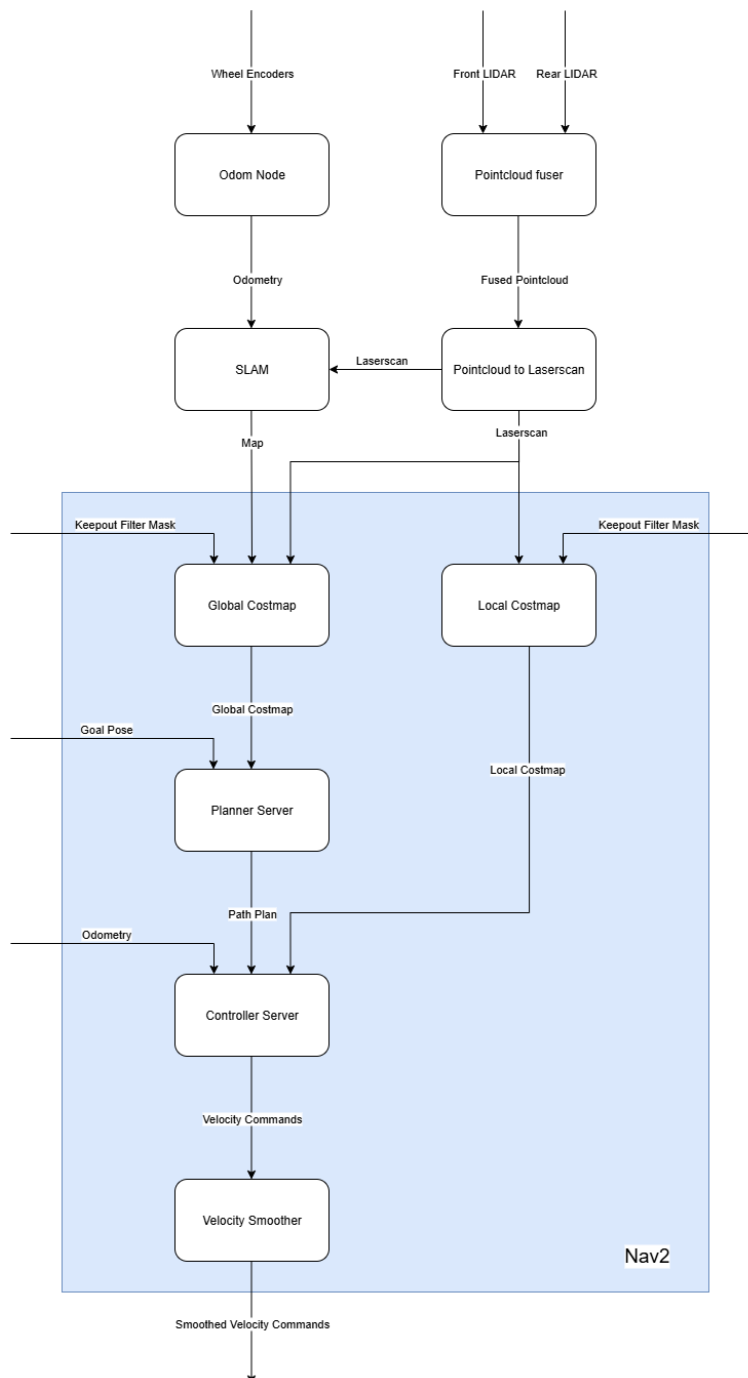 Wheel Encoders
Front LIDAR
Rear LIDAR
Odom Node
Pointcloud fuser
Odometry
Fused Pointcloud
SLAM
Laserscan
Pointcloud to Laserscan
Map
Laserscan
Keepout Filter Mask
Keepout Filter Mask
Global Costmap
Local Costmap
Global Costmap
Goal Pose
Local Costmap
Planner Server
Path Plan
Odometry
Controller Server
Velocity Commands
Velocity Smoother
Nav2
Smoothed Velocity Commands